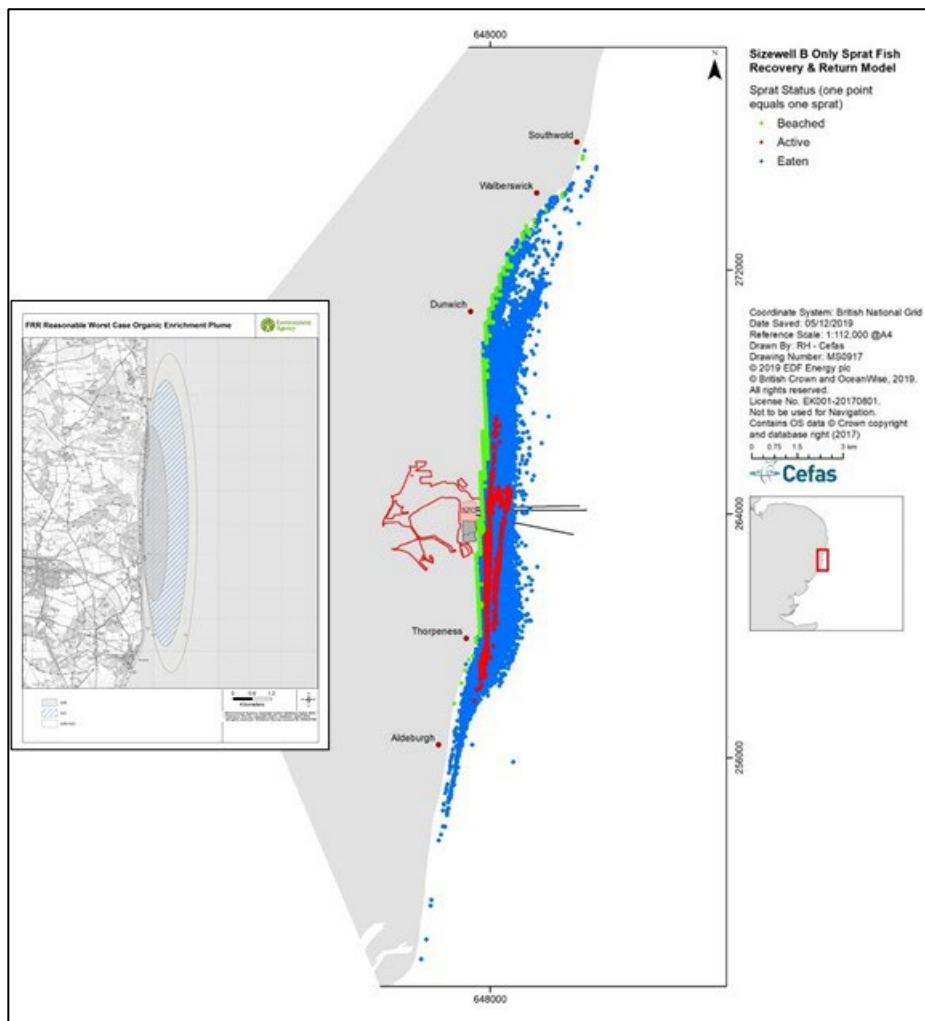 648000
N
Sizewell B Only Sprat Fish
Recovery & Return Model
Sprat Status (one point
equals one sprat)
Beached
Active
Eaten
Southwold
Walberswick
272000
Dunwich
Coordinate System: British National Grid
Date Saved: 05/12/2019
Reference Scale: 1:112,000 @A4
Drawn By: RH - Cefas
Drawing Number: MS0917
© 2019 EDF Energy plc
© British Crown and OceanWise, 2019.
All rights reserved.
License No. EK001-20170801.
Not to be used for Navigation.
Contains OS data © Crown copyright
and database right (2017)
0 0.75 1.5 3 km
Cefas
FRR Reasonable Worst Case Organic Enrichment Plume
Environment
Agency
SZC
264000
Thorpeness
Kilometers
Aldeburgh
256000
648000